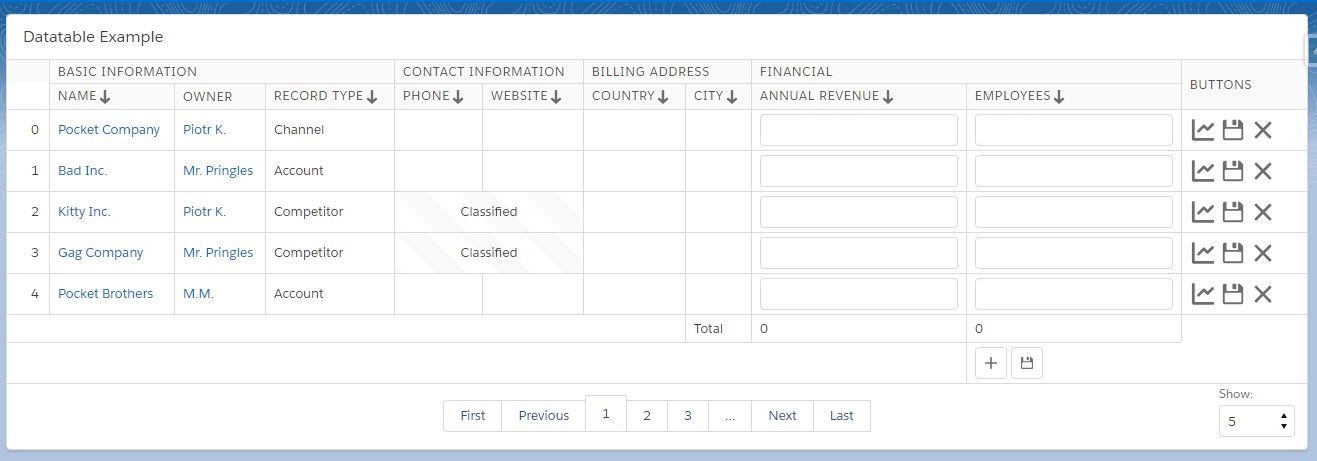 Datatable Example
BASIC INFORMATION CONTACT INFORMATION BILLING ADDRESS FINANCIAL BUTTONS
NAME OWNER RECORD TYPE PHONE WEBSITE COUNTRY CITY ANNUAL REVENUE EMPLOYEES
0 Pocket Company Piotr K. Channel
1 Bad Inc. Mr. Pringles Account
2 Kitty Inc. Piotr K. Competitor Classified
3 Gag Company Mr. Pringles Competitor Classified
4 Pocket Brothers M.M. Account
Total 0 0
Show:
First Previous 1 2 3 ... Next Last 5